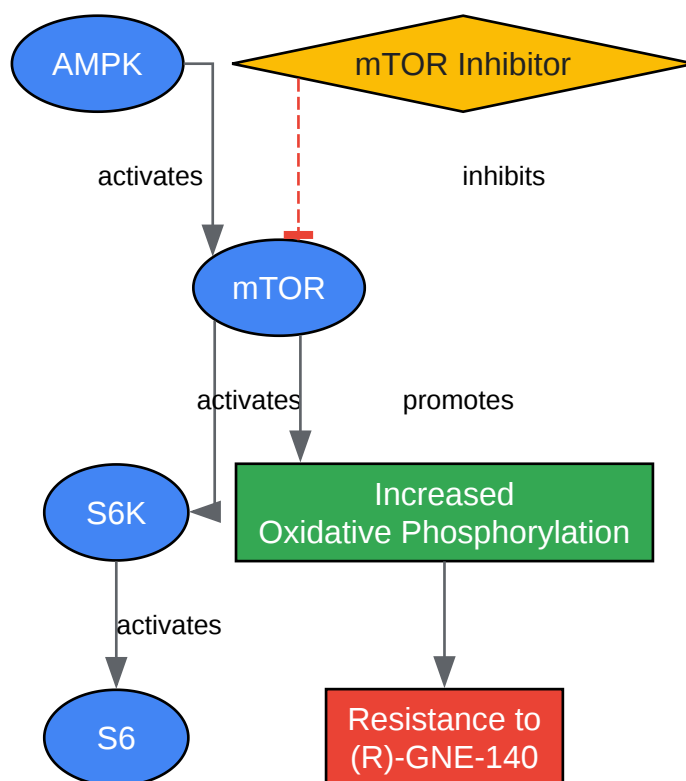 AMPK
mTOR Inhibitor
activates
inhibits
mTOR
activates
promotes
S6K
Increased
Oxidative Phosphorylation
activates
S6
Resistance to
(R)-GNE-140